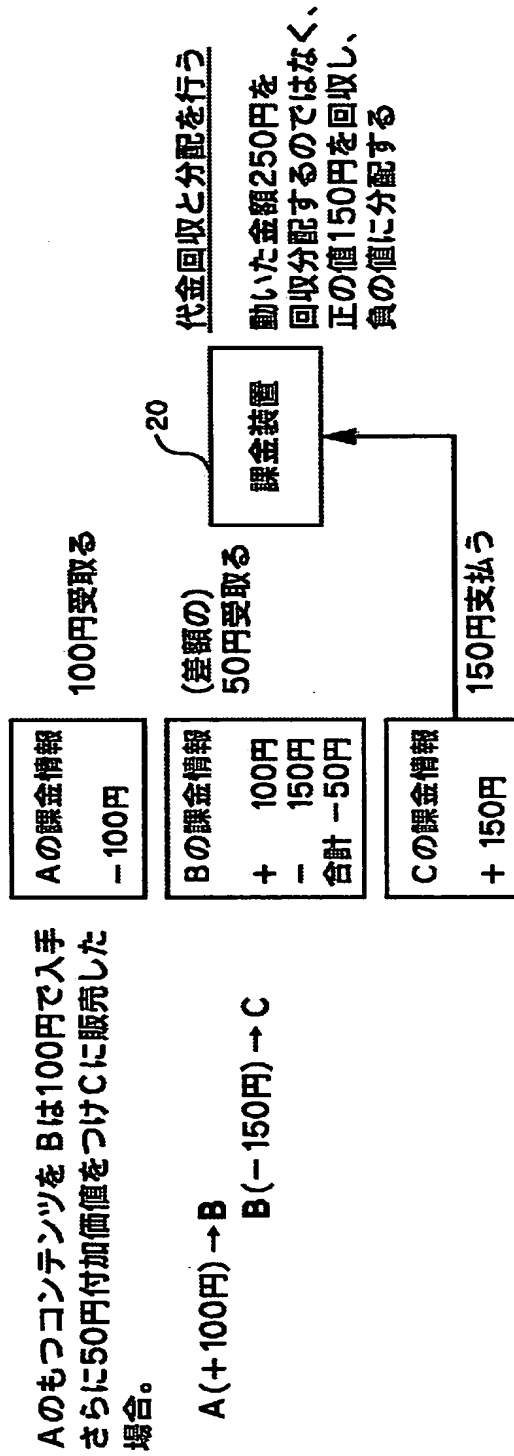 Aのもつコンテンツを Bは100円で入手
さらに50円付加価値をつけCに販売した
場合。
A(+100円)→B
B(-150円)→C
Aの課金情報
-100円
100円受取る
Bの課金情報
+ 100円
- 150円
合計 -50円
(差額の)
50円受取る
Cの課金情報
+ 150円
150円支払う
20
課金装置
代金回収と分配を行う
動いた金額250円を
回収分配するのではなく、
正の値150円を回収し、
負の値に分配する